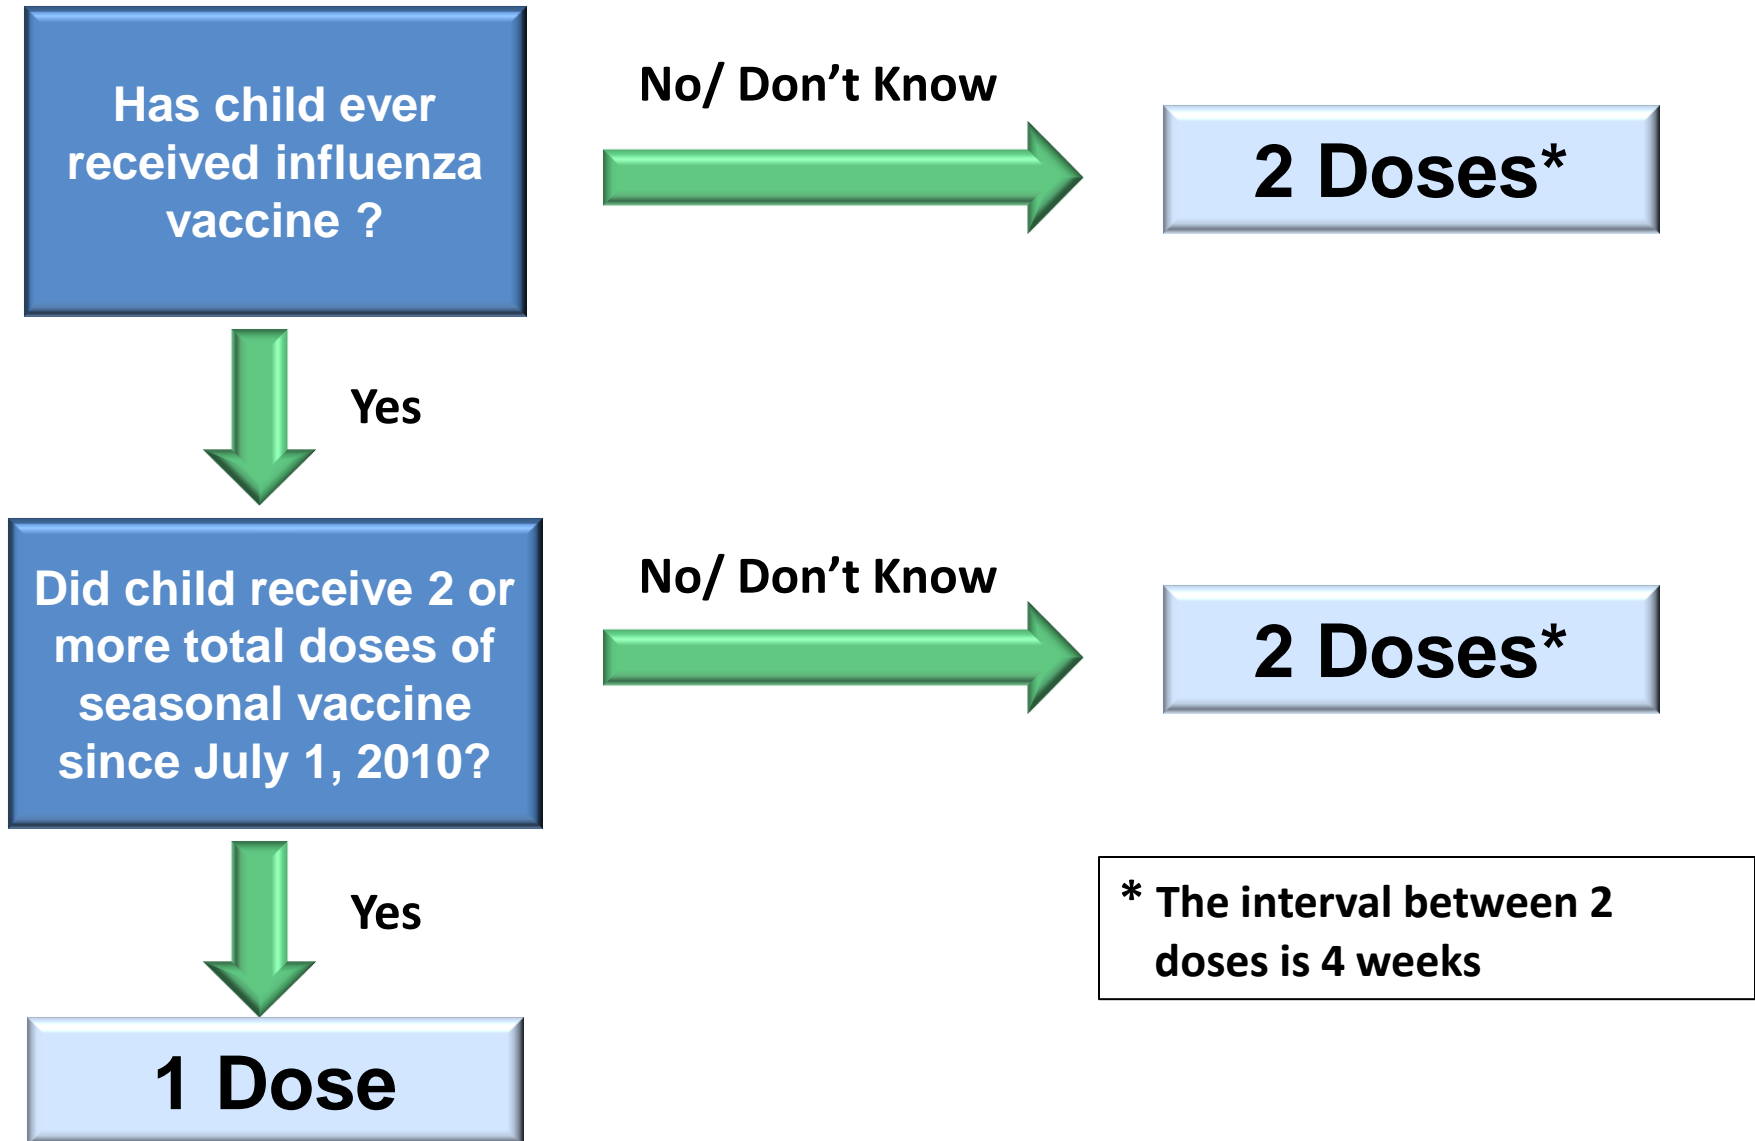 Has child ever
received influenza
vaccine ?
No/ Don’t Know
2 Doses*
Yes
Did child receive 2 or
more total doses of
seasonal vaccine
since July 1, 2010?
No/ Don’t Know
2 Doses*
Yes
* The interval between 2
doses is 4 weeks
1 Dose